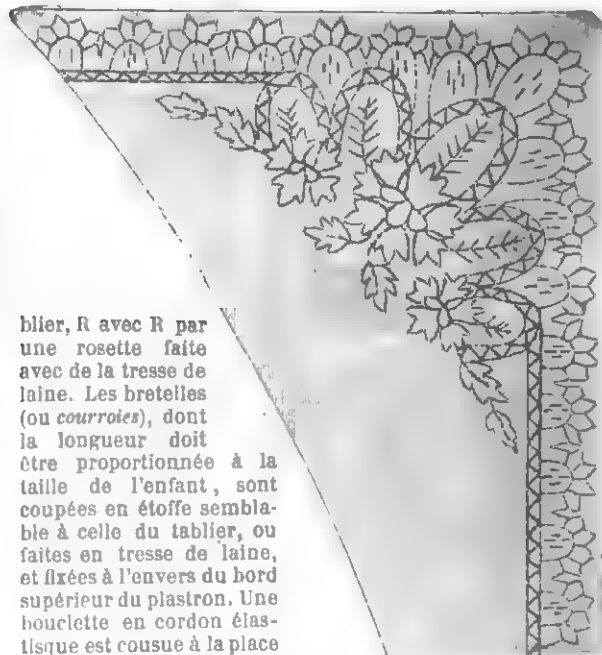 blier, R avec R par
une rosette faite
avec de la tresse de
laine. Les bretelles
(ou courroies), dont
la longueur doit
être proportionnée à la
taille de l'enfant, sont
coupées en étoffe sembla-
ble à celle du tablier, ou
faites en tresse de laine,
et fixées à l'envers du bord
supérieur du plastron. Une
bouclette en cordon élas-
tisque est cousue à la place